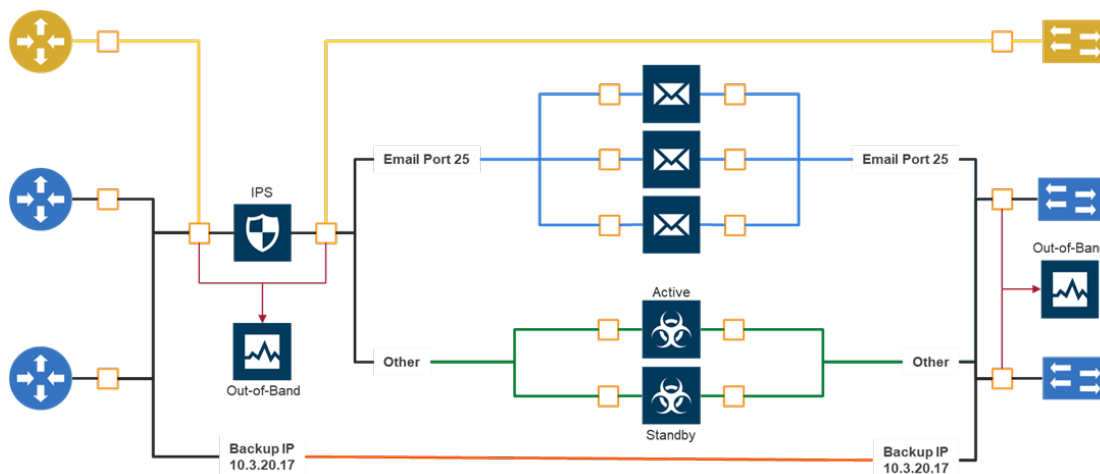 IPS
Email Port 25
Email Port 25
Out-of-Band
Active
Other
Other
Out-of-Band
Standby
Backup IP
10.3.20.17
Backup IP
10.3.20.17